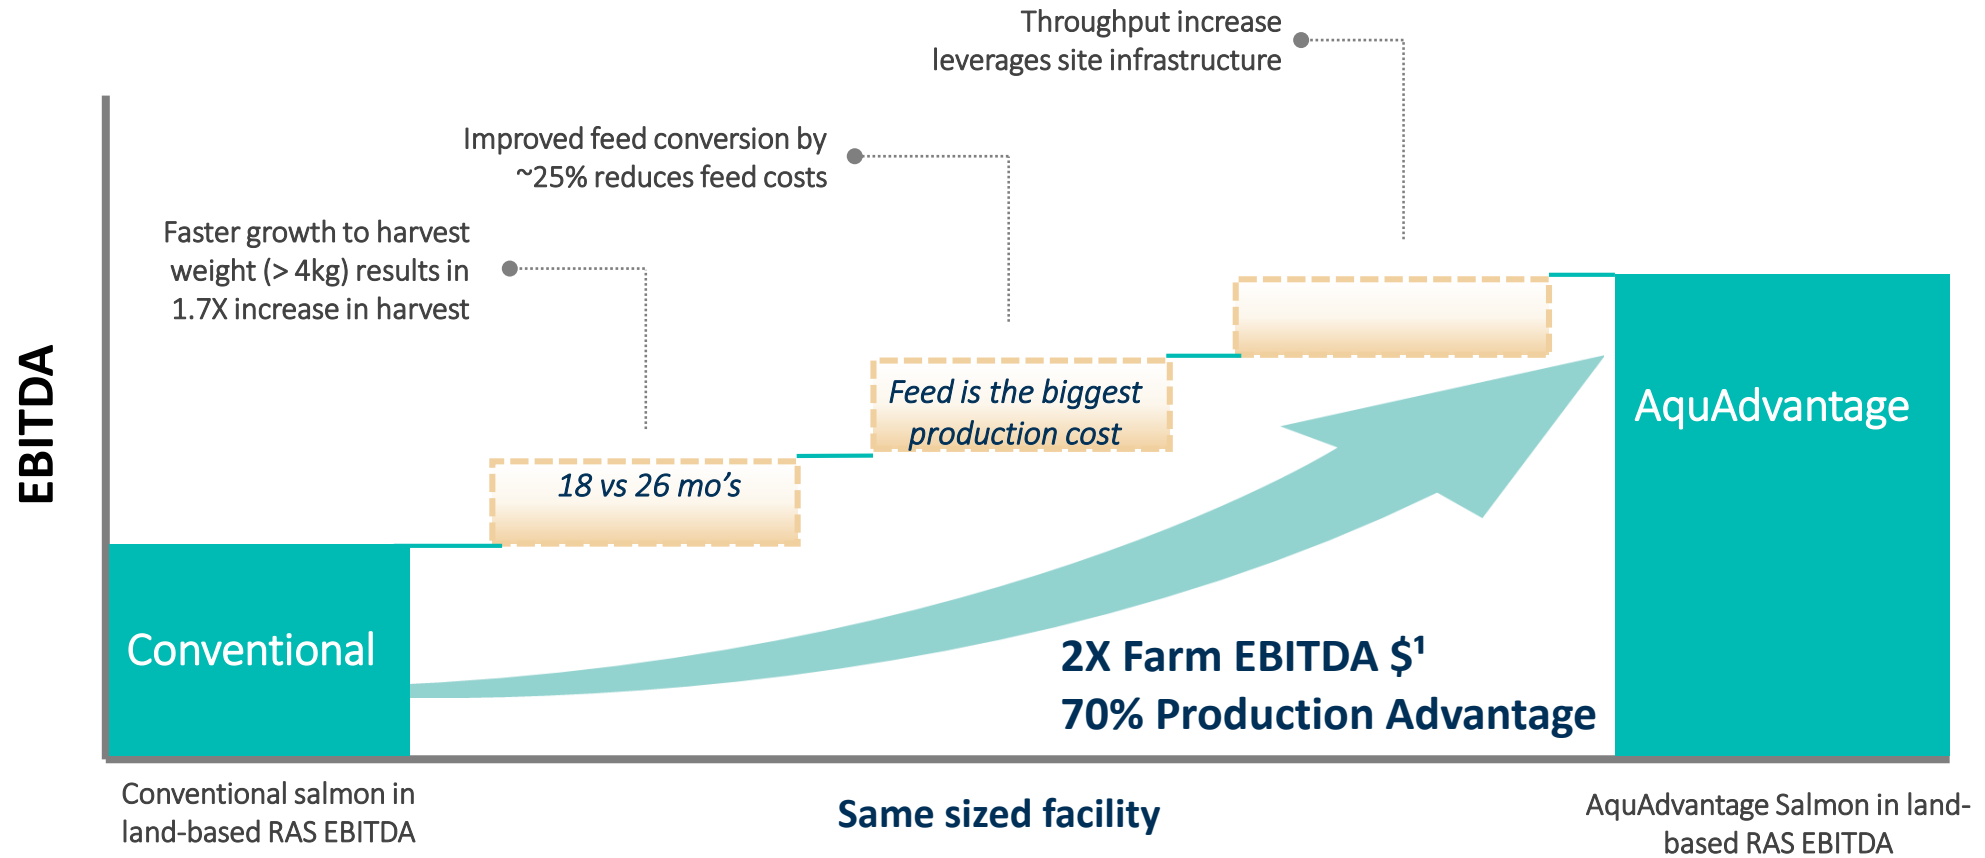 Throughput increase
leverages site infrastructure
Improved feed conversion by
~25% reduces feed costs
Faster growth to harvest
weight (> 4kg) results in
1.7X increase in harvest
EBITDA
18 vs 26 mo’s
Feed is the biggest
production cost
Conventional
AquAdvantage
2X Farm EBITDA $¹
70% Production Advantage
Conventional salmon in
land-based RAS EBITDA
Same sized facility
AquAdvantage Salmon in land-
based RAS EBITDA